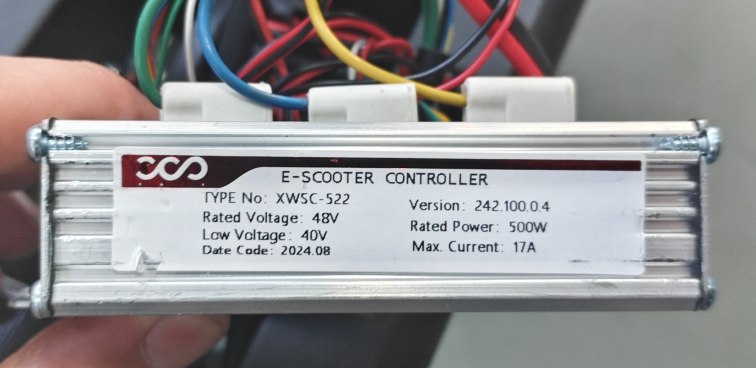 E-SCOOTER CONTROLLER
TYPE No: XWSC-522
Rated Voltage: 48V
Low Voltage: 40V
Date Code: 2024.08
Version: 242.100.0.4
Rated Power: 500W
Max. Current: 17A